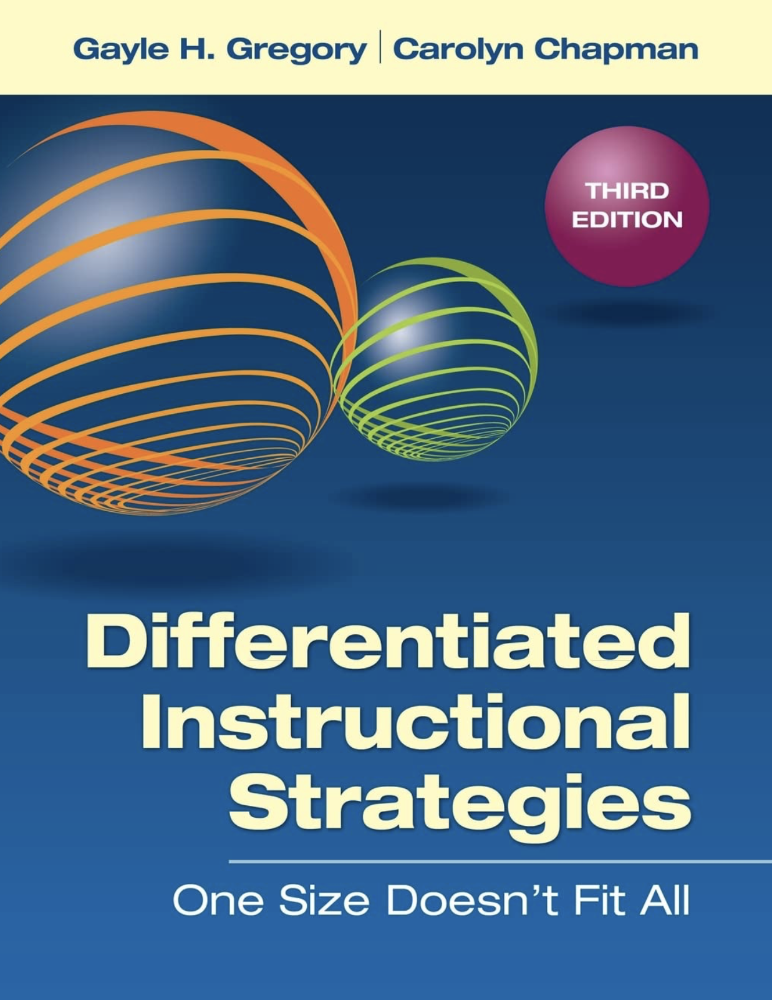 Gayle H. Gregory | Carolyn Chapman
THIRD
EDITION
Differentiated
Instructional
Strategies
One Size Doesn't Fit All